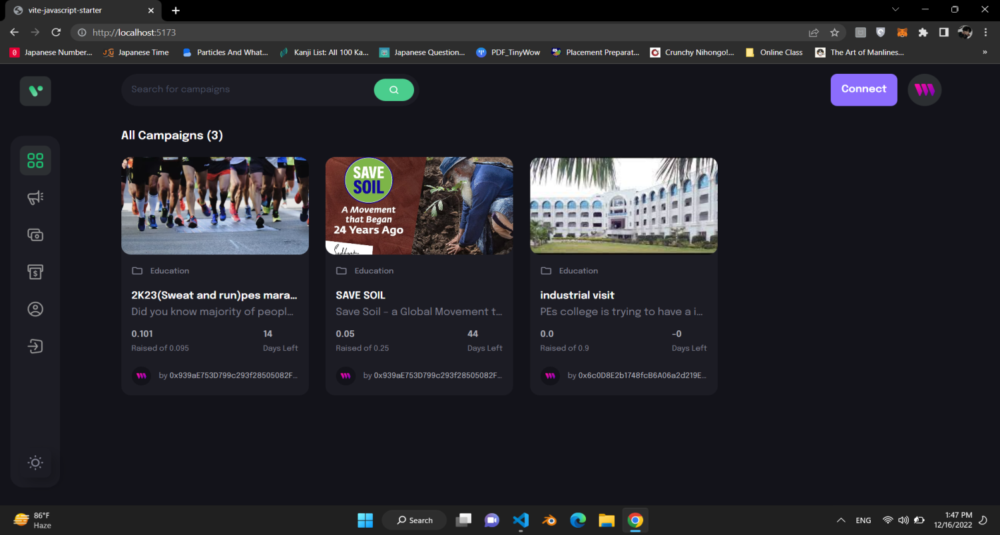 vite-javascript-starter
http://localhost:5173
Japanese Number...
Japanese Time
Particles And What...
Kanji List: All 100 Ka...
Japanese Question...
PDF_TinyWow
Placement Preparat...
Crunchy Nihongo!...
Online Class
The Art of Manlines...
»
Search for campaigns
Connect
All Campaigns (3)
SAVE
SOIL
A Movement
that Began
24 Years Ago
Sadhguru
Education
2K23(Sweat and run)pes mara...
Did you know majority of peopl...
0.101
14
Raised of 0.095
Days Left
by 0x939aE753D799c293f28505082F...
Education
SAVE SOIL
Save Soil – a Global Movement t...
0.05
44
Raised of 0.25
Days Left
by 0x939aE753D799c293f28505082F...
Education
industrial visit
PEs college is trying to have a i...
0.0
-0
Raised of 0.9
Days Left
by 0x6c0D8E2b1748fcB6A06a2d219E...
86°F
Haze
Search
ENG
1:47 PM
12/16/2022